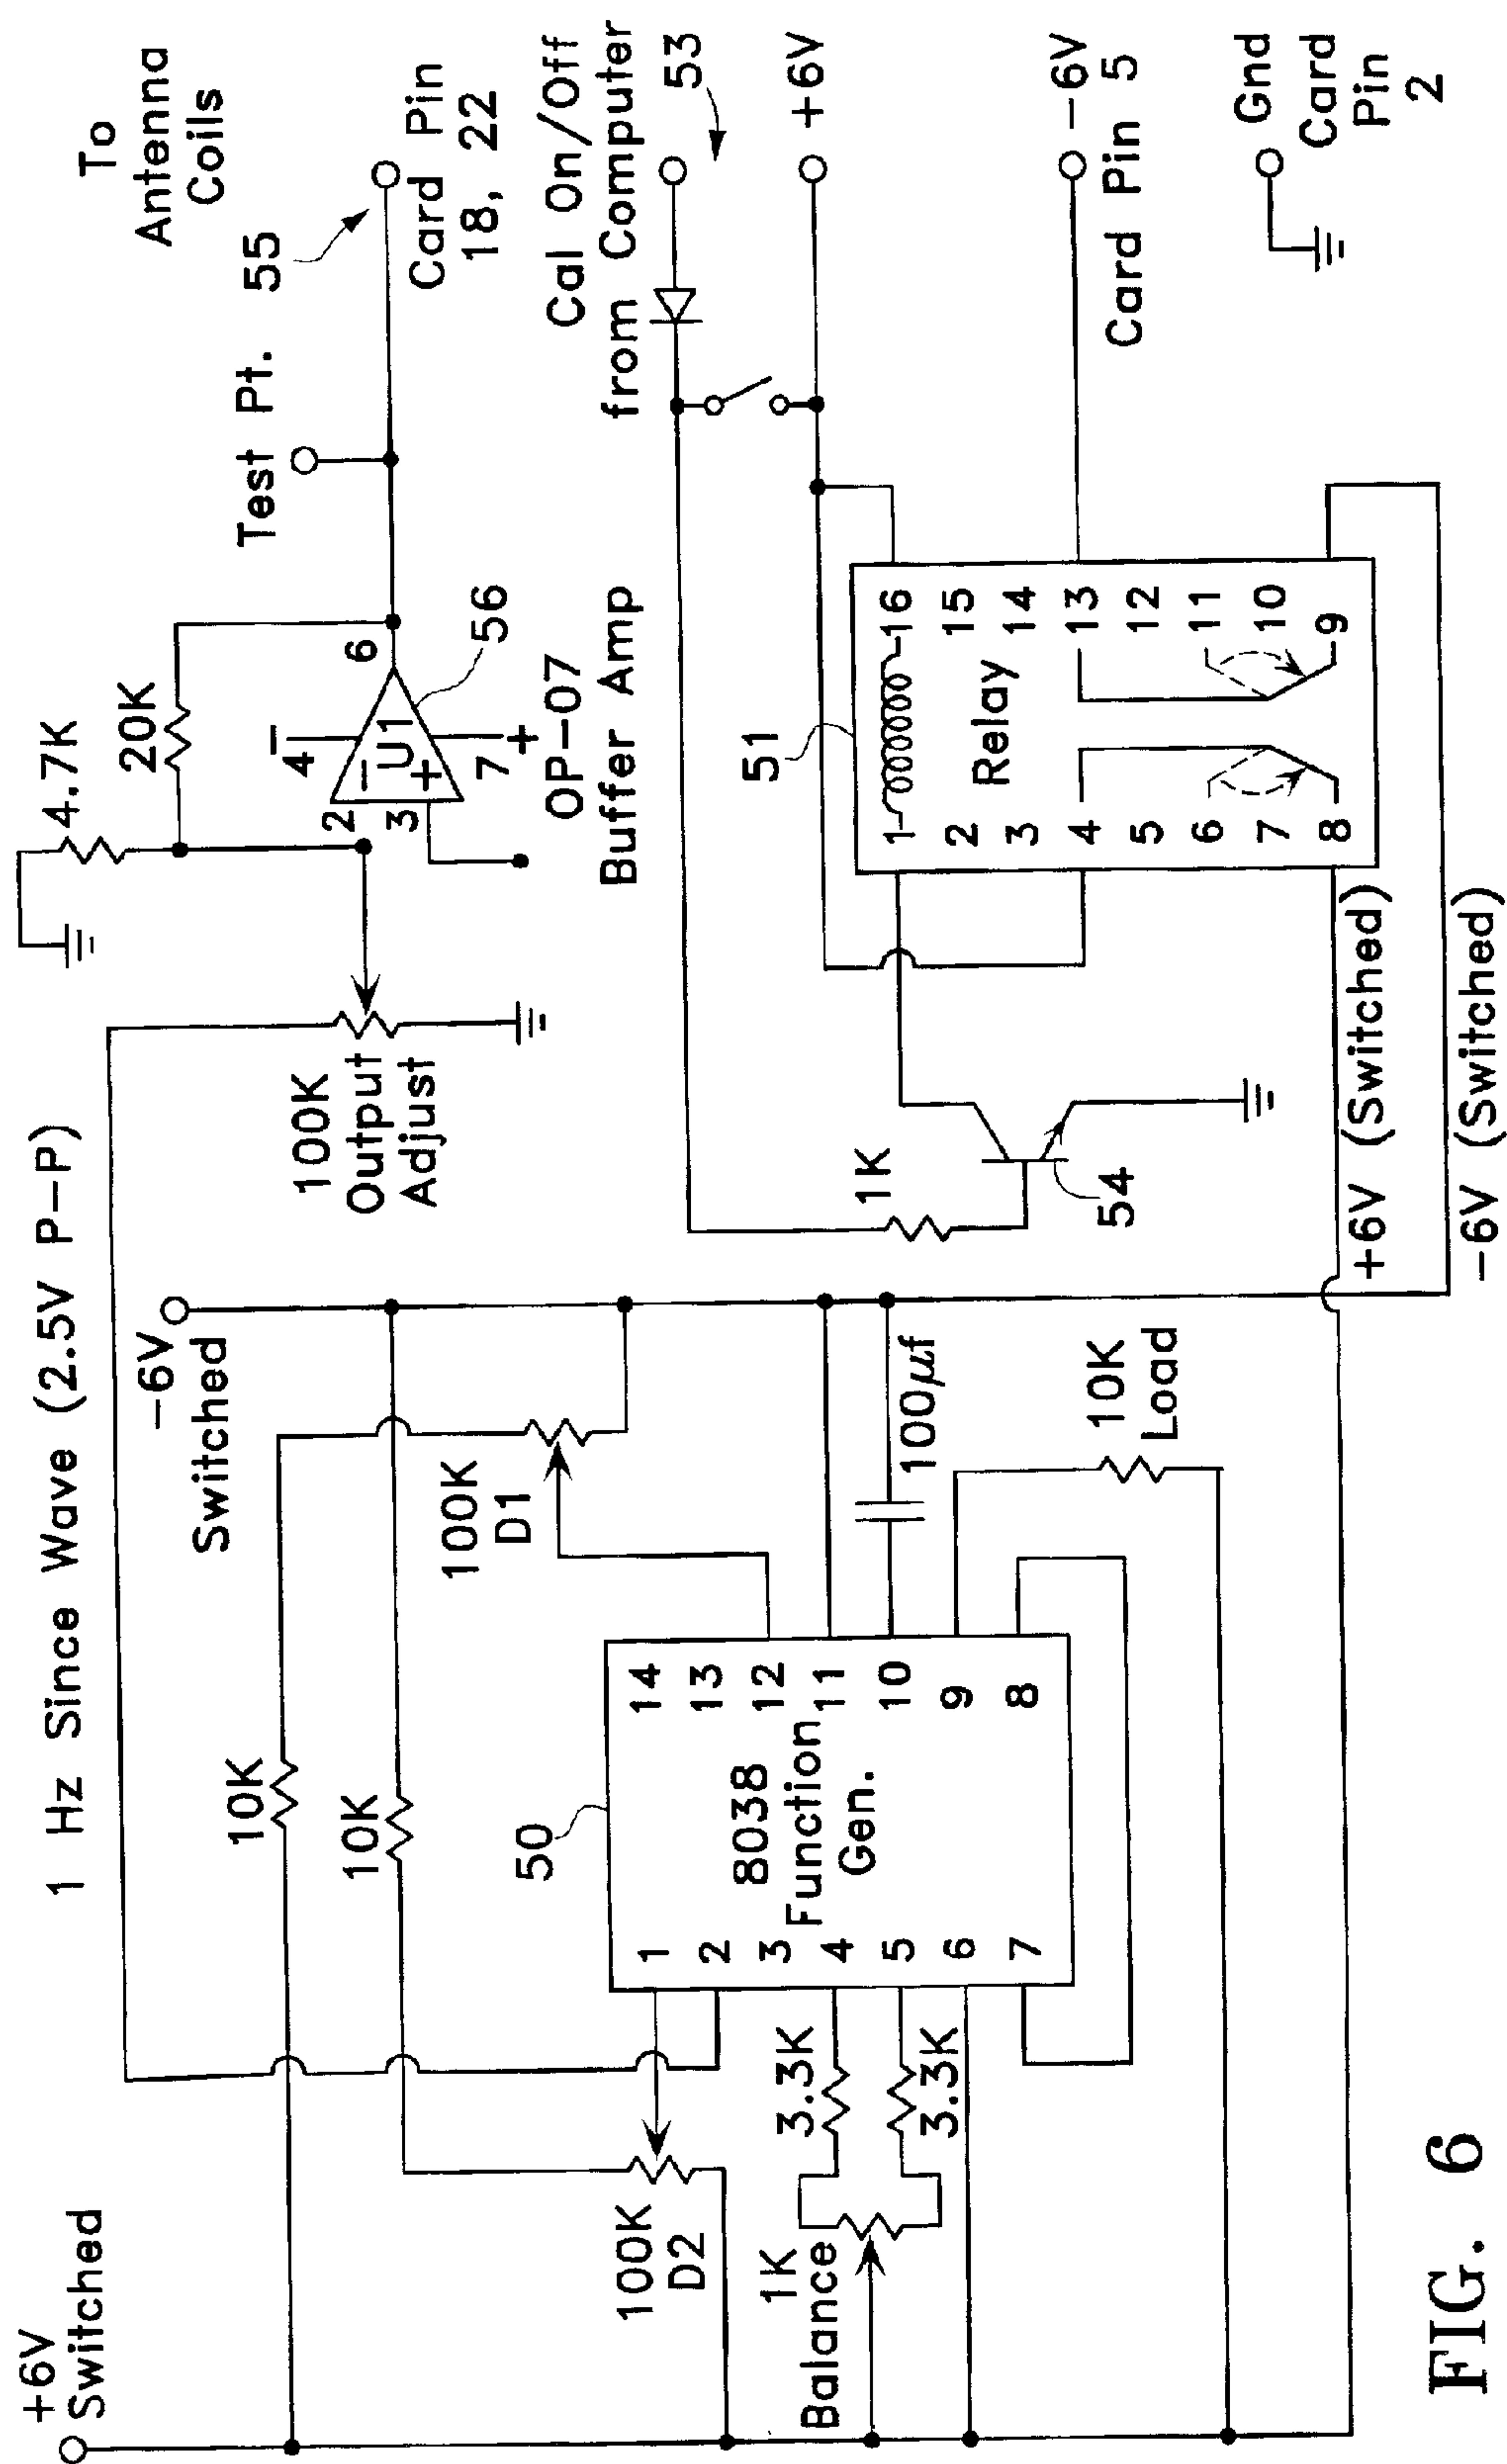 +6V
Switched
1 Hz Since Wave (2.5V P-P)
-6V
Switched
10K
10K
100K
D1
100K
D2
50
8038
Function
Gen.
1
2
3
4
5
6
7
14
13
12
11
10
9
8
3.3K
3.3K
1K
Balance
100µf
10K
Load
100K
Output
Adjust
4.7K
20K
2
3
4
6
7
−
+
−
+
U1
56
OP-07
Buffer Amp
Test Pt.
55
To
Antenna
Coils
Card Pin
18, 22
Cal On/Off
from Computer
53
+6V
-6V
Card Pin 5
Gnd
Card
Pin
2
51
Relay
1
2
3
4
5
6
7
8
16
15
14
13
12
11
10
9
1K
54
+6V (Switched)
-6V (Switched)
FIG. 6